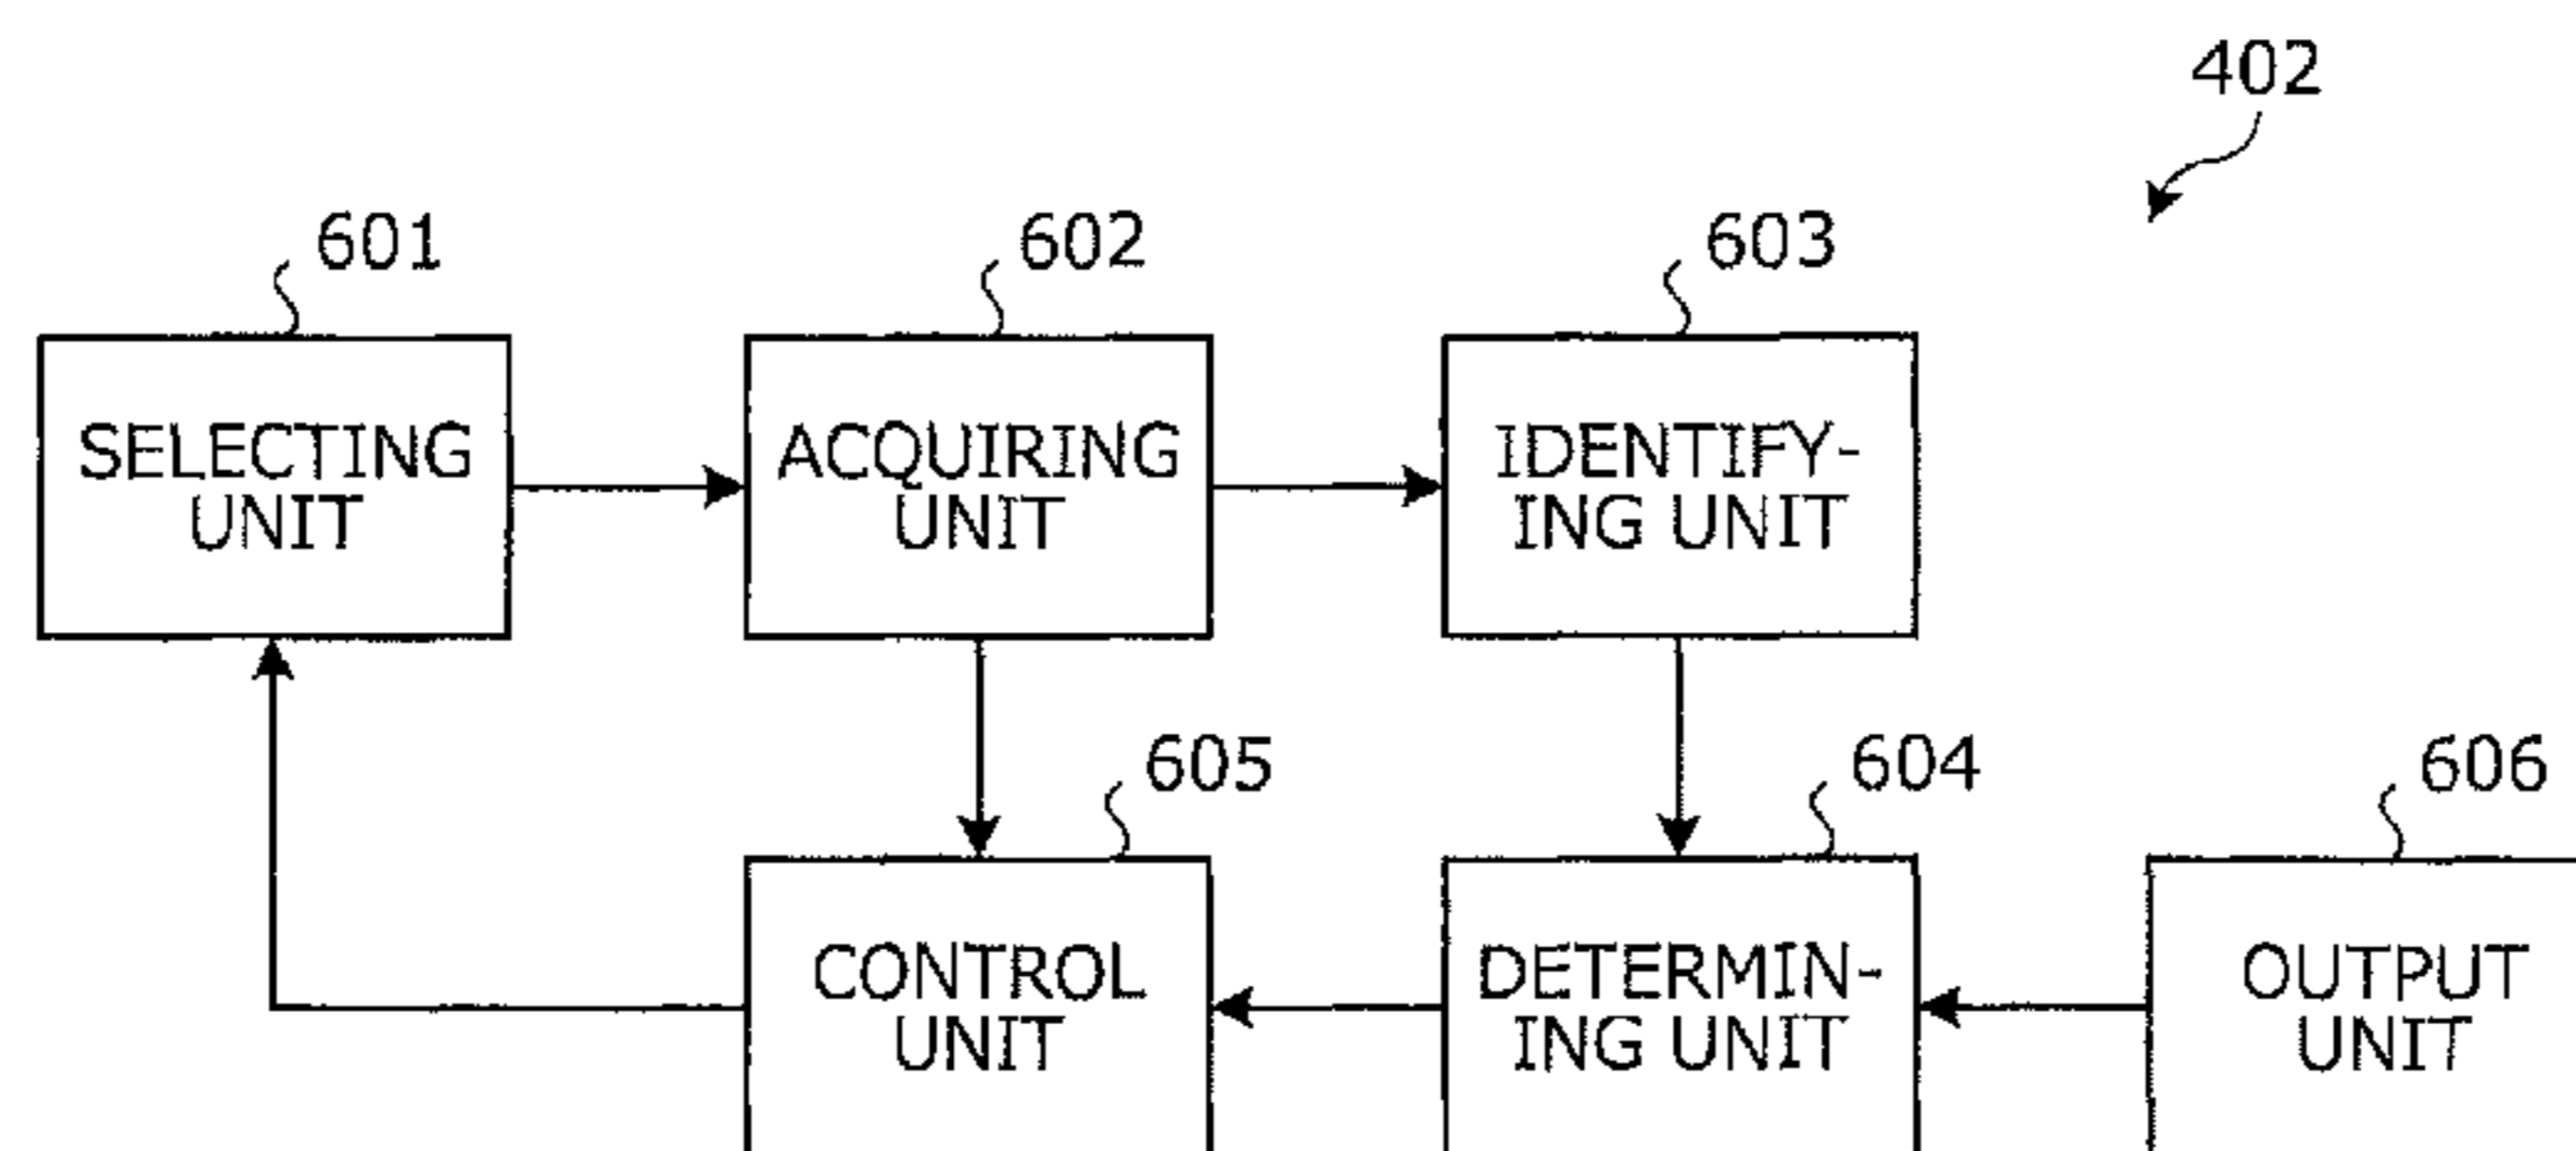 402
601
602
603
SELECTING
UNIT
ACQUIRING
UNIT
IDENTIFY-
ING UNIT
605
604
606
CONTROL
UNIT
DETERMIN-
ING UNIT
OUTPUT
UNIT